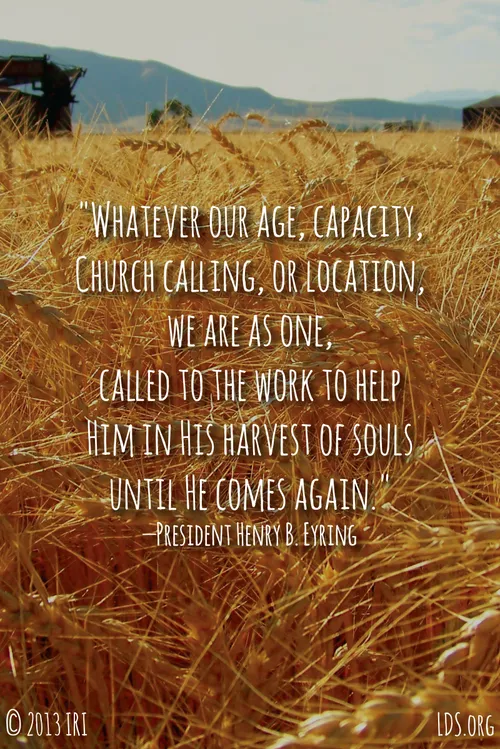 "Whatever our age, capacity,
Church calling, or location,
we are as one,
called to the work to help
Him in His harvest of souls
until He comes again."
—President Henry B. Eyring
© 2013 IRI
LDS.org